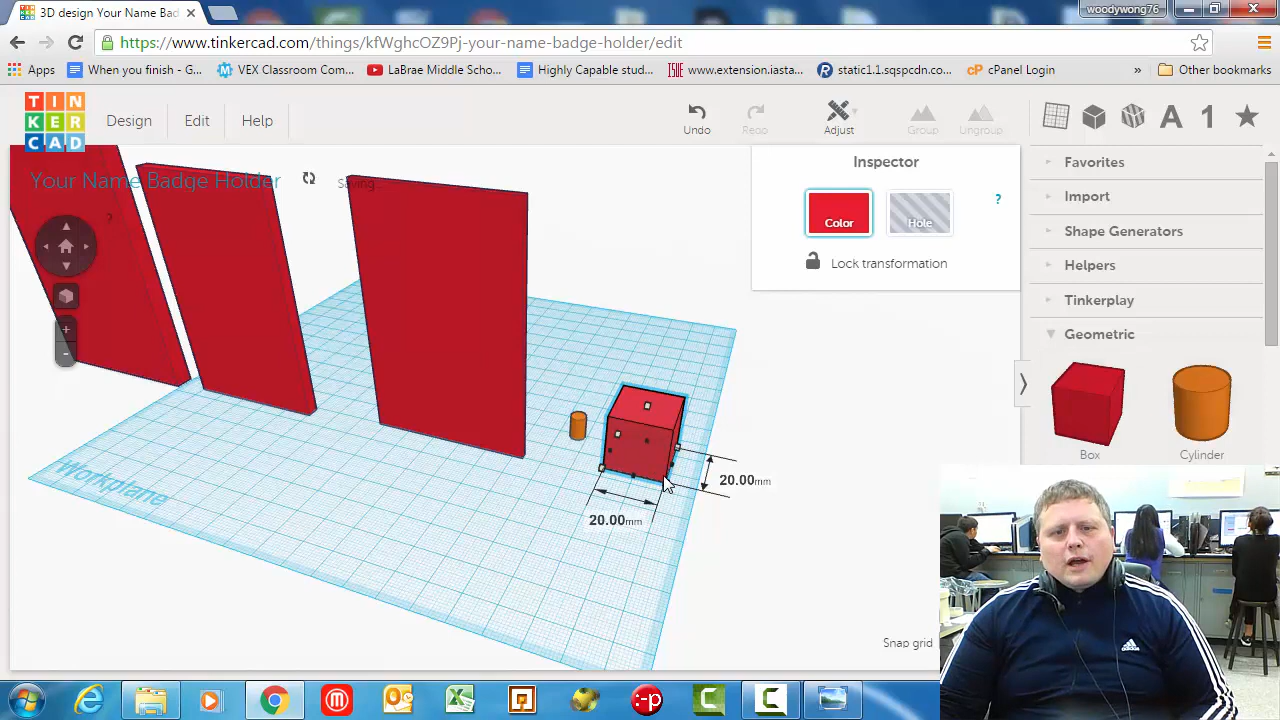 3D design Your Name Bad
woodywong76
https://www.tinkercad.com/things/kfWghcOZ9Pj-your-name-badge-holder/edit
Apps
When you finish - G...
VEX Classroom Com...
LaBrae Middle Scho...
Highly Capable stud...
www.extension.iasta...
static1.1.sqspcdn.co...
cPanel Login
»
Other bookmarks
TINKERCAD
Design
Edit
Help
Undo
Redo
Adjust
Group
Ungroup
A
1
Your Name Badge Holder
Saving...
?
+
-
Inspector
Color
Hole
?
Lock transformation
Favorites
Import
Shape Generators
Helpers
Tinkerplay
Geometric
Box
Cylinder
Workplane
20.00mm
20.00mm
Snap grid